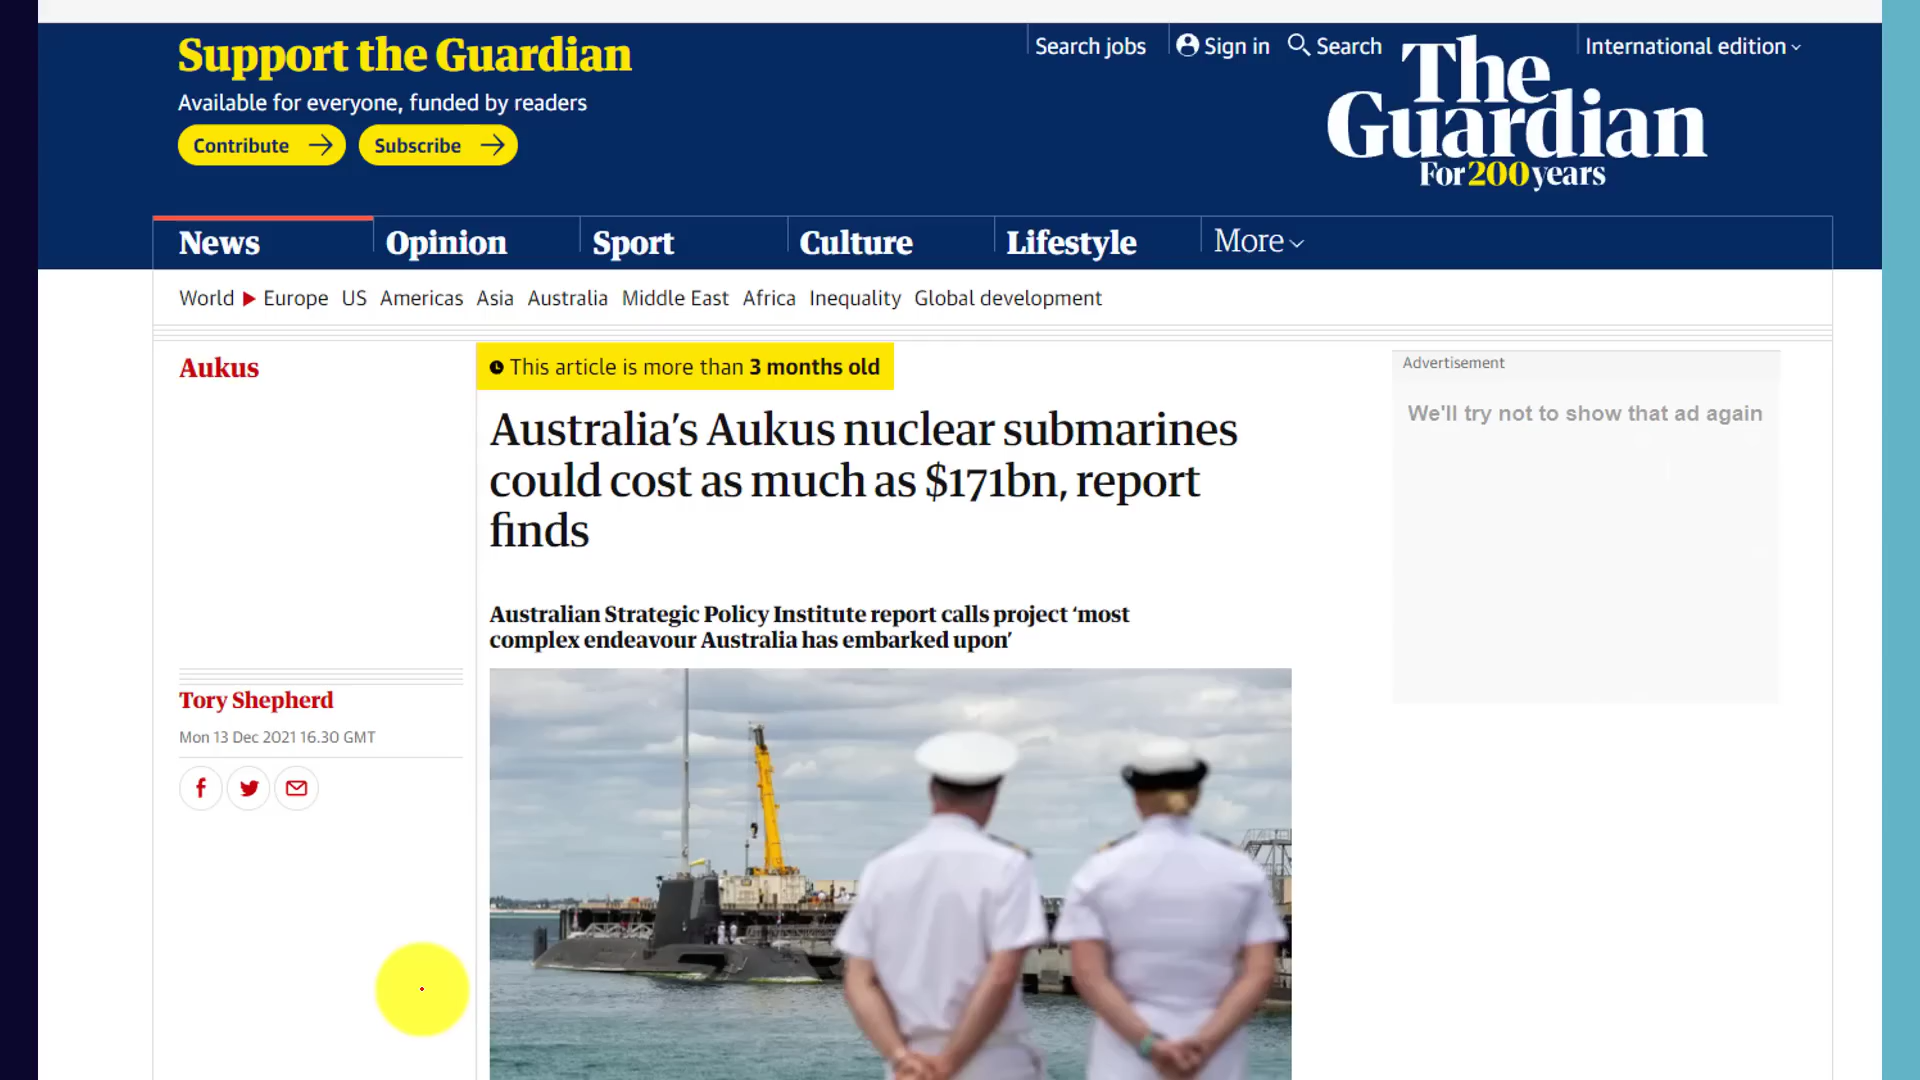 Support the Guardian
Available for everyone, funded by readers
Contribute
Subscribe
Search jobs
Sign in
Search
International edition
The
Guardian
For 200 years
News
Opinion
Sport
Culture
Lifestyle
More
World Europe US Americas Asia Australia Middle East Africa Inequality Global development
Aukus
This article is more than 3 months old
Australia’s Aukus nuclear submarines
could cost as much as $171bn, report
finds
Australian Strategic Policy Institute report calls project ‘most
complex endeavour Australia has embarked upon’
Tory Shepherd
Mon 13 Dec 2021 16.30 GMT
Advertisement
We'll try not to show that ad again